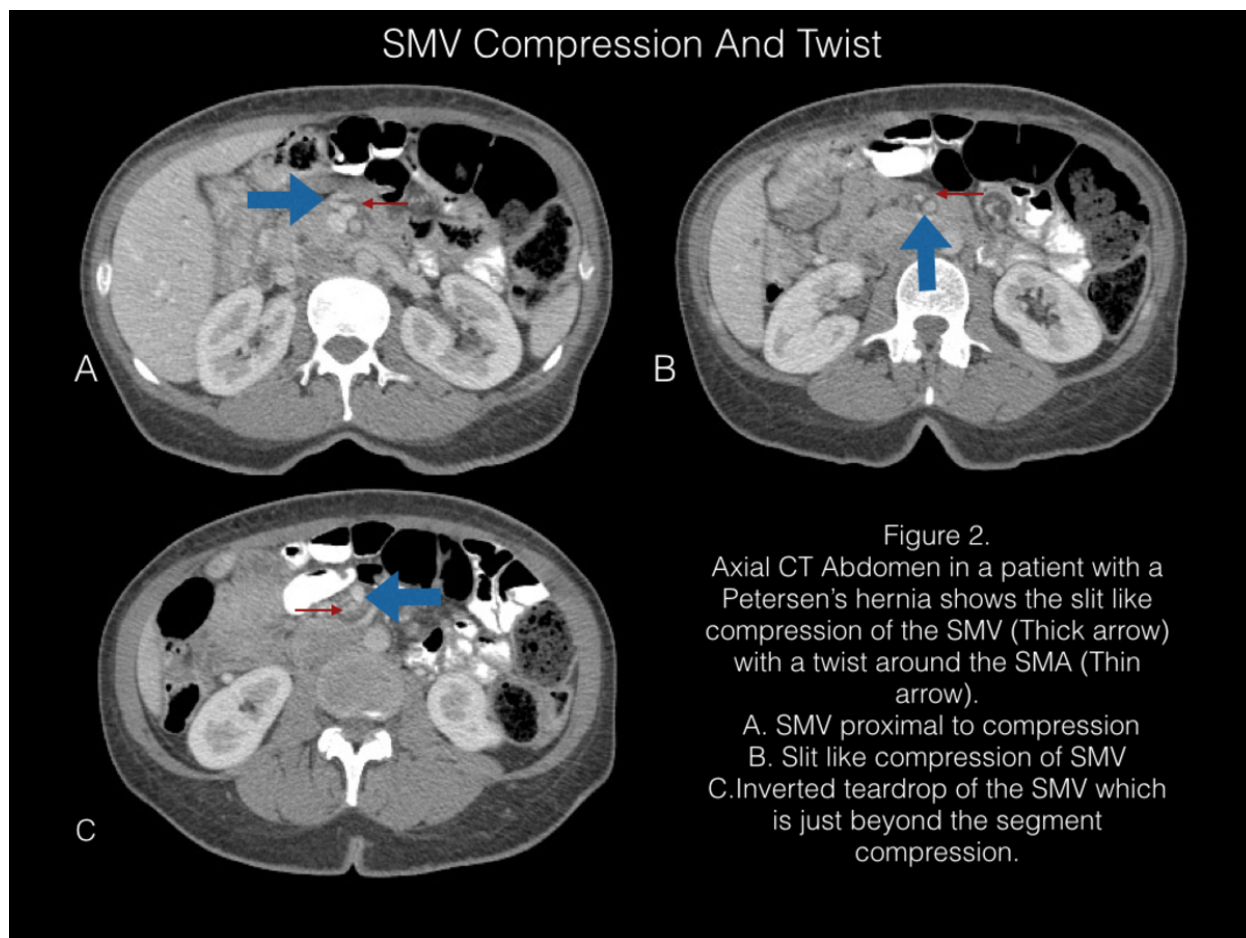 SMV Compression And Twist
A
B
C
Figure 2.
Axial CT Abdomen in a patient with a
Petersen's hernia shows the slit like
compression of the SMV (Thick arrow)
with a twist around the SMA (Thin
arrow).
A. SMV proximal to compression
B. Slit like compression of SMV
C.Inverted teardrop of the SMV which
is just beyond the segment
compression.